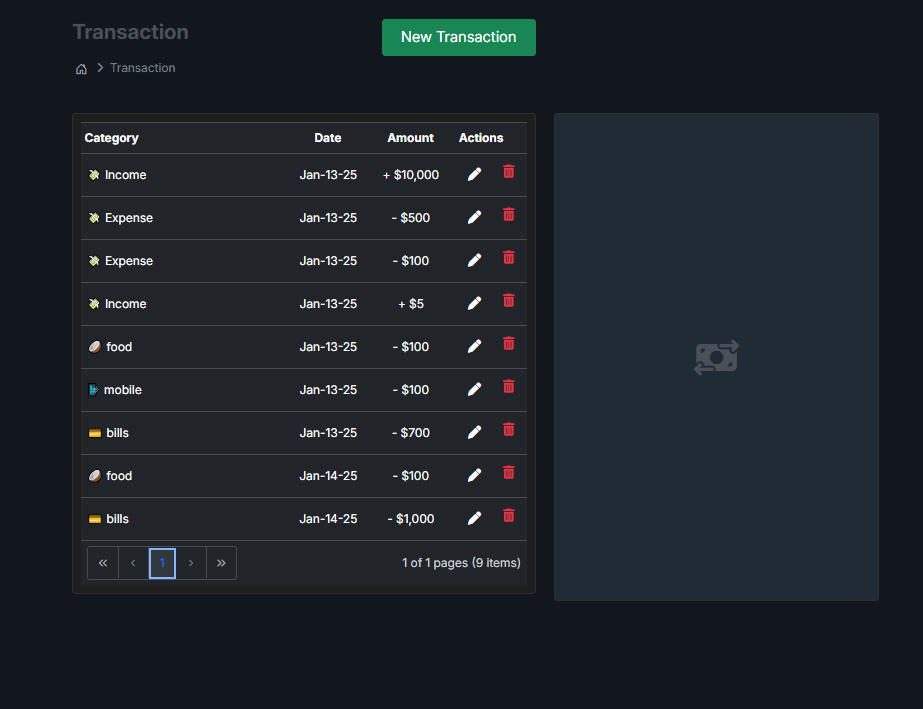 Transaction
New Transaction
Transaction
Category Date Amount Actions
Income Jan-13-25 + $10,000
Expense Jan-13-25 - $500
Expense Jan-13-25 - $100
Income Jan-13-25 + $5
food Jan-13-25 - $100
mobile Jan-13-25 - $100
bills Jan-13-25 - $700
food Jan-14-25 - $100
bills Jan-14-25 - $1,000
« ‹ 1 › » 1 of 1 pages (9 items)